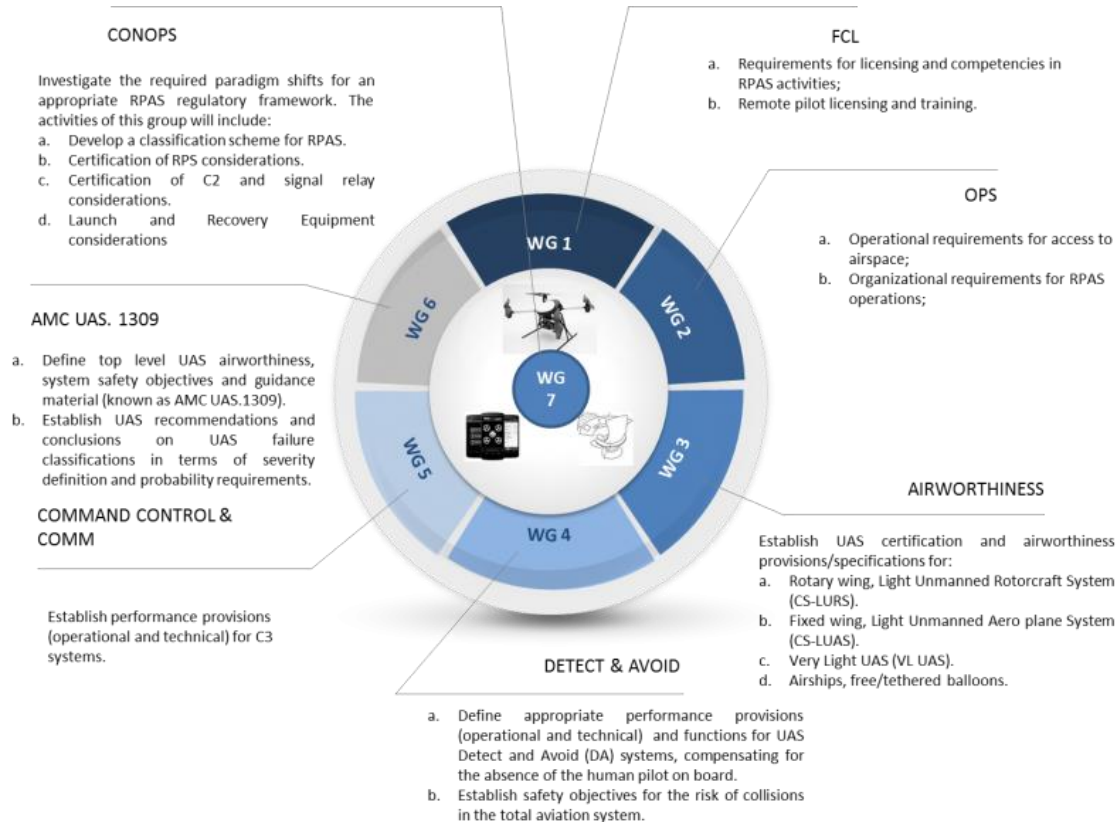 CONOPS
Investigate the required paradigm shifts for an
appropriate RPAS regulatory framework. The
activities of this group will include:
a. Develop a classification scheme for RPAS.
b. Certification of RPS considerations.
c. Certification of C2 and signal relay
considerations.
d. Launch and Recovery Equipment
considerations
FCL
a. Requirements for licensing and competencies in
RPAS activities;
b. Remote pilot licensing and training.
OPS
a. Operational requirements for access to
airspace;
b. Organizational requirements for RPAS
operations;
WG 1
WG 2
WG 3
WG 4
WG 5
WG 6
WG
7
AMC UAS. 1309
a. Define top level UAS airworthiness,
system safety objectives and guidance
material (known as AMC UAS.1309).
b. Establish UAS recommendations and
conclusions on UAS failure
classifications in terms of severity
definition and probability requirements.
COMMAND CONTROL &
COMM
Establish performance provisions
(operational and technical) for C3
systems.
AIRWORTHINESS
Establish UAS certification and airworthiness
provisions/specifications for:
a. Rotary wing, Light Unmanned Rotorcraft System
(CS-LURS).
b. Fixed wing, Light Unmanned Aero plane System
(CS-LUAS).
c. Very Light UAS (VL UAS).
d. Airships, free/tethered balloons.
DETECT & AVOID
a. Define appropriate performance provisions
(operational and technical) and functions for UAS
Detect and Avoid (DA) systems, compensating for
the absence of the human pilot on board.
b. Establish safety objectives for the risk of collisions
in the total aviation system.